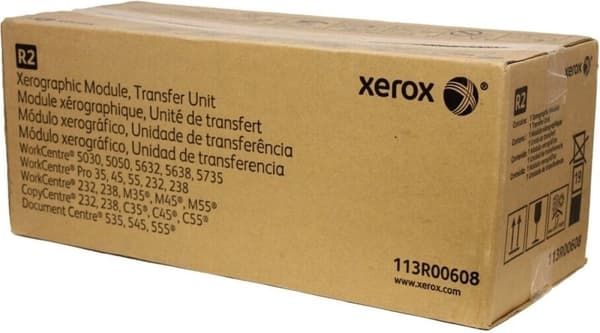 R2
Xerographic Module, Transfer Unit
Module xérographique, Unité de transfert
Módulo xerográfico, Unidade de transferência
Módulo xerográfico, Unidad de transferencia
WorkCentre® 5030, 5050, 5632, 5638, 5735
WorkCentre® Pro 35, 45, 55, 232, 238
WorkCentre® 232, 238, M35®, M45®, M55®
CopyCentre® 232, 238, C35®, C45®, C55®
Document Centre® 535, 545, 555®
xerox
113R00608
www.xerox.com
R2
19
113R00608